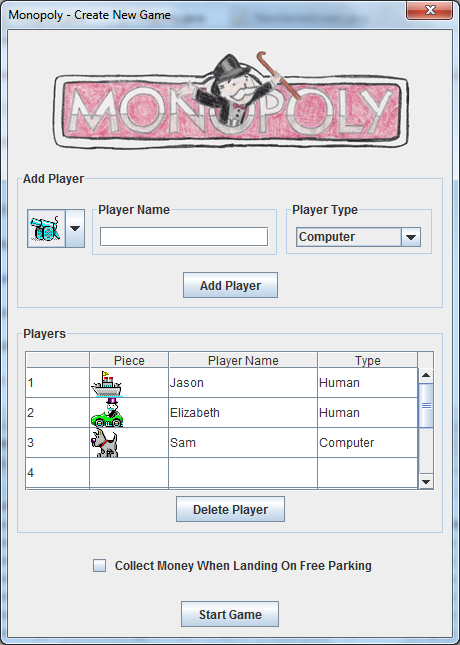 Monopoly - Create New Game
MONOPOLY
Add Player
Player Name
Player Type
Computer
Add Player
Players
Piece Player Name Type
1 Jason Human
2 Elizabeth Human
3 Sam Computer
4
Delete Player
Collect Money When Landing On Free Parking
Start Game